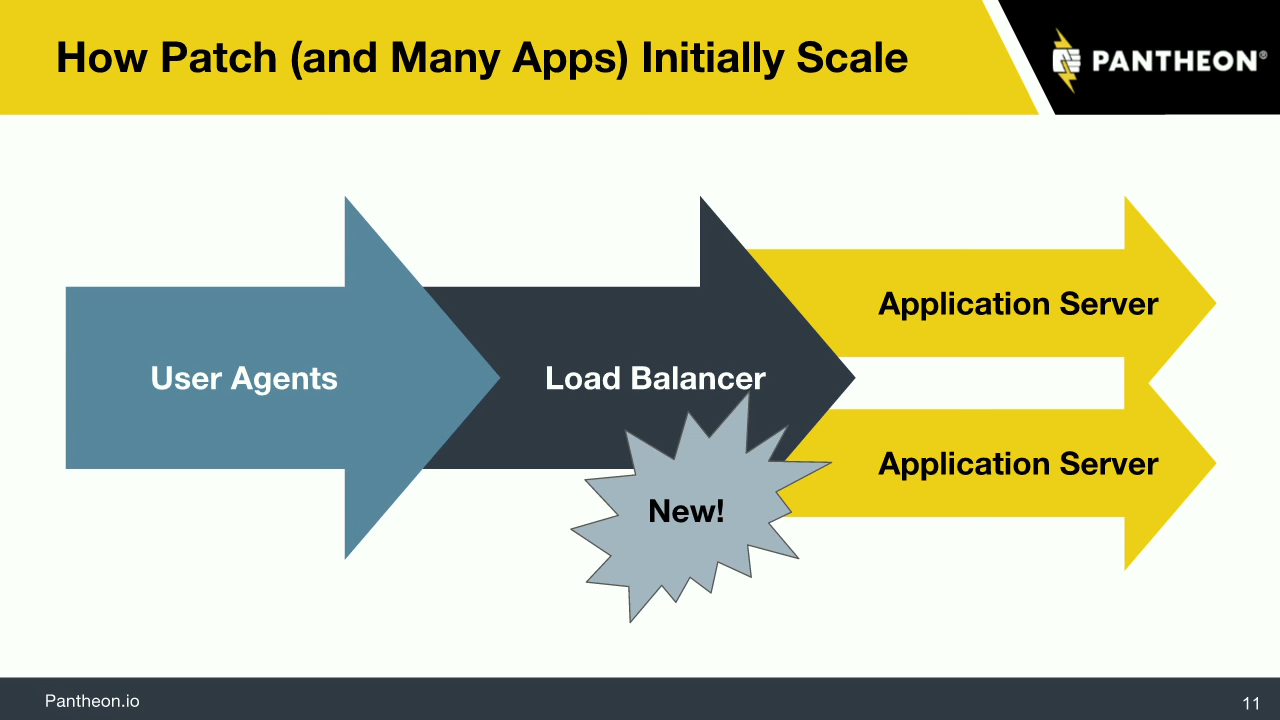 How Patch (and Many Apps) Initially Scale
PANTHEON®
User Agents
Load Balancer
Application Server
Application Server
New!
Pantheon.io
11